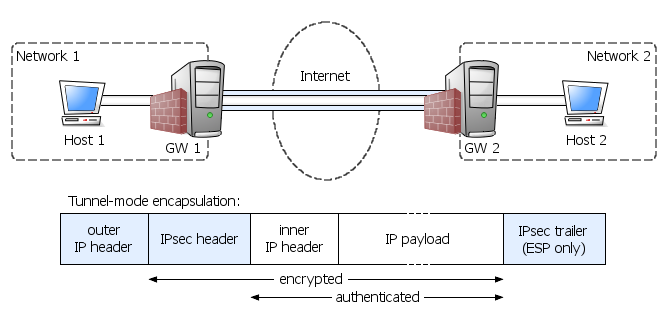 Network 1
Network 2
Internet
Host 1
GW 1
GW 2
Host 2
Tunnel-mode encapsulation:
outer
IP header
IPsec header
inner
IP header
IP payload
IPsec trailer
(ESP only)
encrypted
authenticated